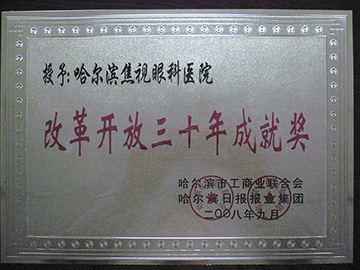 授予:哈尔滨焦视眼科医院
改革开放三十年成就奖
哈尔滨市工商业联合会
哈尔滨日报报业集团
二〇〇八年九月